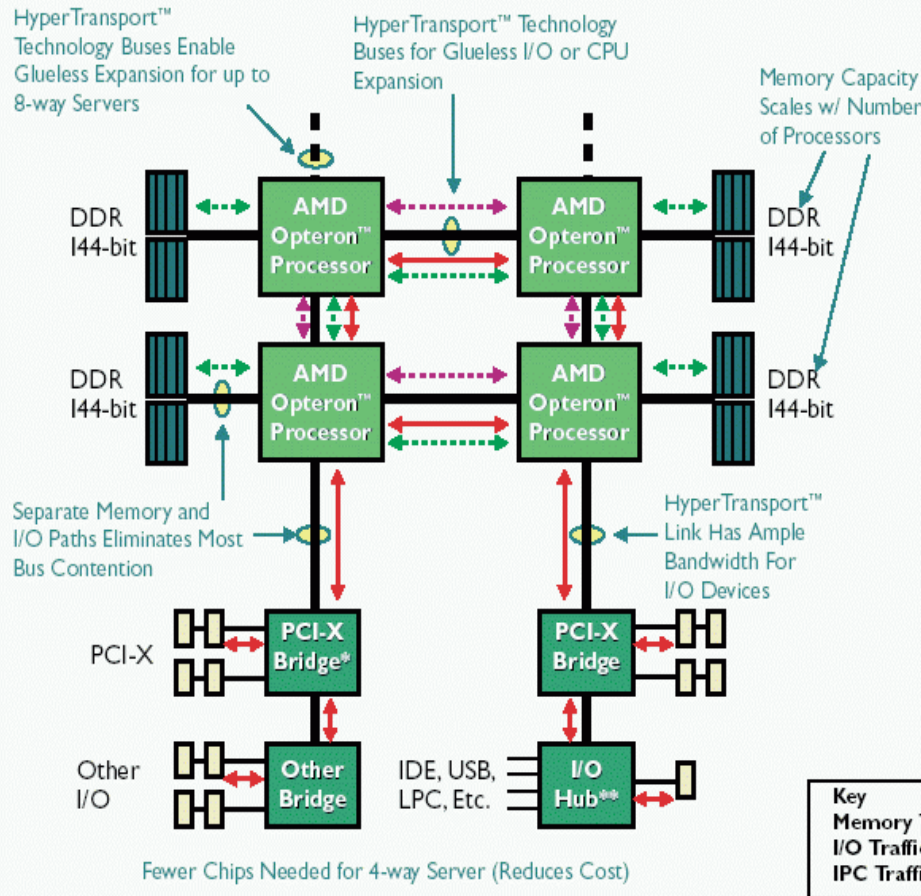 HyperTransport™
Technology Buses Enable
Glueless Expansion for up to
8-way Servers
HyperTransport™ Technology
Buses for Glueless I/O or CPU
Expansion
Memory Capacity
Scales w/ Number
of Processors
DDR
144-bit
AMD
Opteron™
Processor
AMD
Opteron™
Processor
DDR
144-bit
DDR
144-bit
AMD
Opteron™
Processor
AMD
Opteron™
Processor
DDR
144-bit
Separate Memory and
I/O Paths Eliminates Most
Bus Contention
HyperTransport™
Link Has Ample
Bandwidth For
I/O Devices
PCI-X
PCI-X
Bridge*
PCI-X
Bridge
Other
I/O
Other
Bridge
IDE, USB,
LPC, Etc.
I/O
Hub**
Key
Memory
I/O
IPC
Fewer Chips Needed for 4-way Server (Reduces Cost)